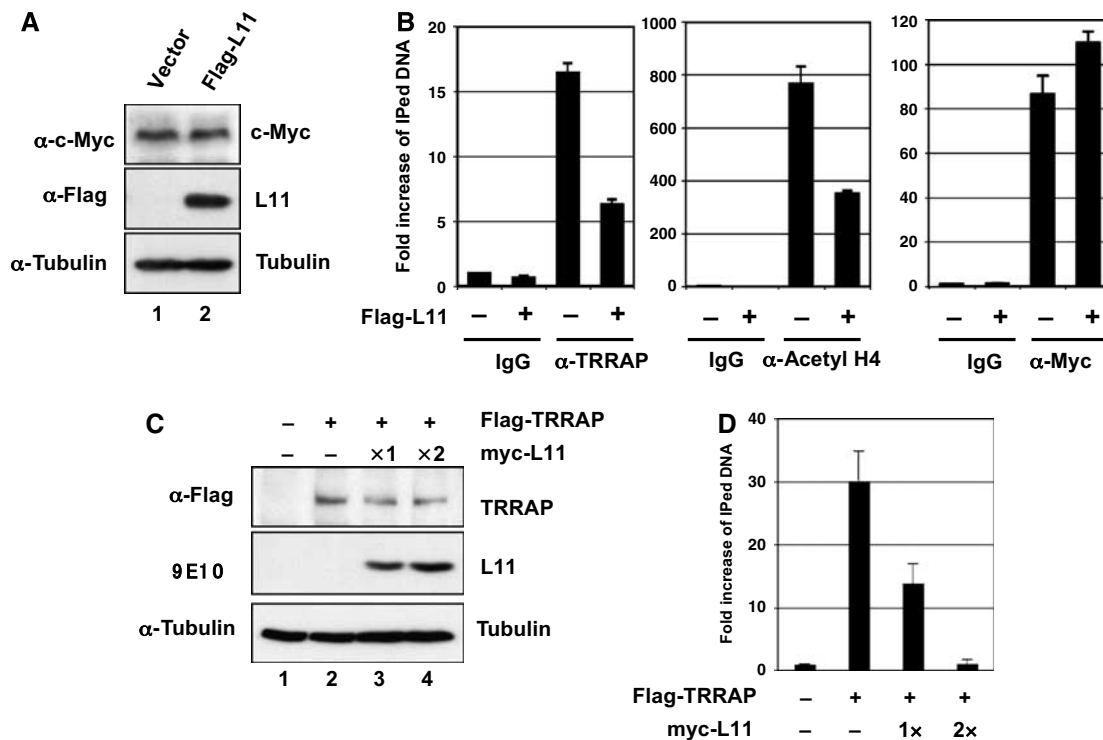 A
Vector
Flag-L11
α-c-Myc
c-Myc
α-Flag
L11
α-Tubulin
Tubulin
1 2
B
Fold increase of IPed DNA
20
15
10
5
0
1000
800
600
400
200
0
120
100
80
60
40
20
0
Flag-L11 – + – + – + – + – + – +
IgG α-TRRAP IgG α-Acetyl H4 IgG α-Myc
C
– + + + Flag-TRRAP
– – ×1 ×2 myc-L11
α-Flag
TRRAP
9E10
L11
α-Tubulin
Tubulin
1 2 3 4
D
Fold increase of IPed DNA
40
30
20
10
0
Flag-TRRAP – + + +
myc-L11 – – 1× 2×